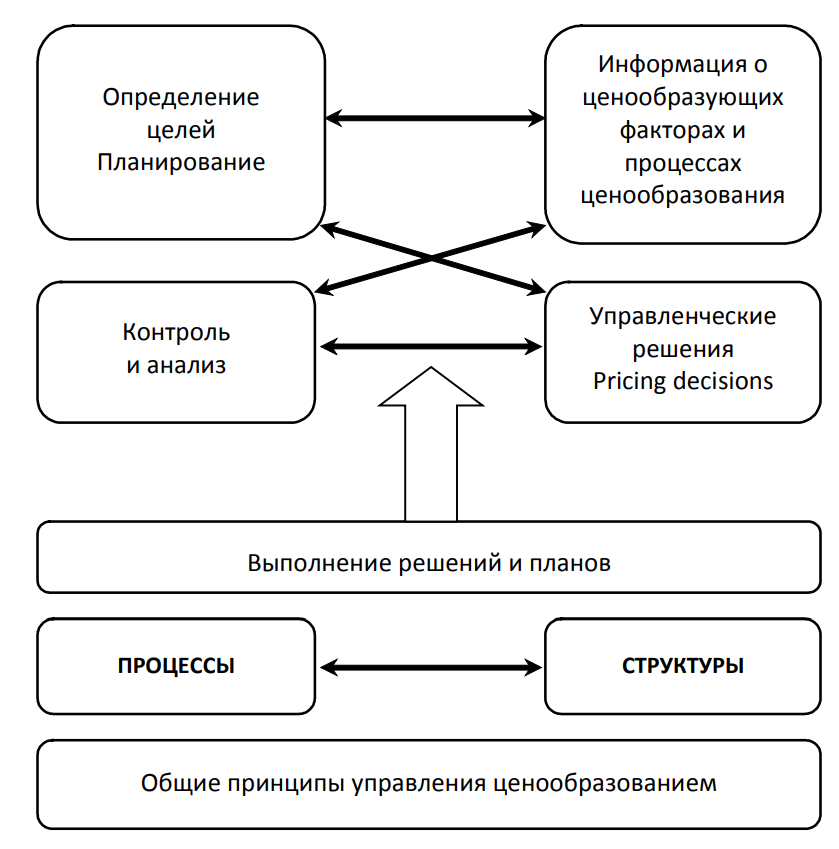 Определение
целей
Планирование
Информация о
ценообразующих
факторах и
процессах
ценообразования
Контроль
и анализ
Управленческие
решения
Pricing decisions
Выполнение решений и планов
ПРОЦЕССЫ
СТРУКТУРЫ
Общие принципы управления ценообразованием